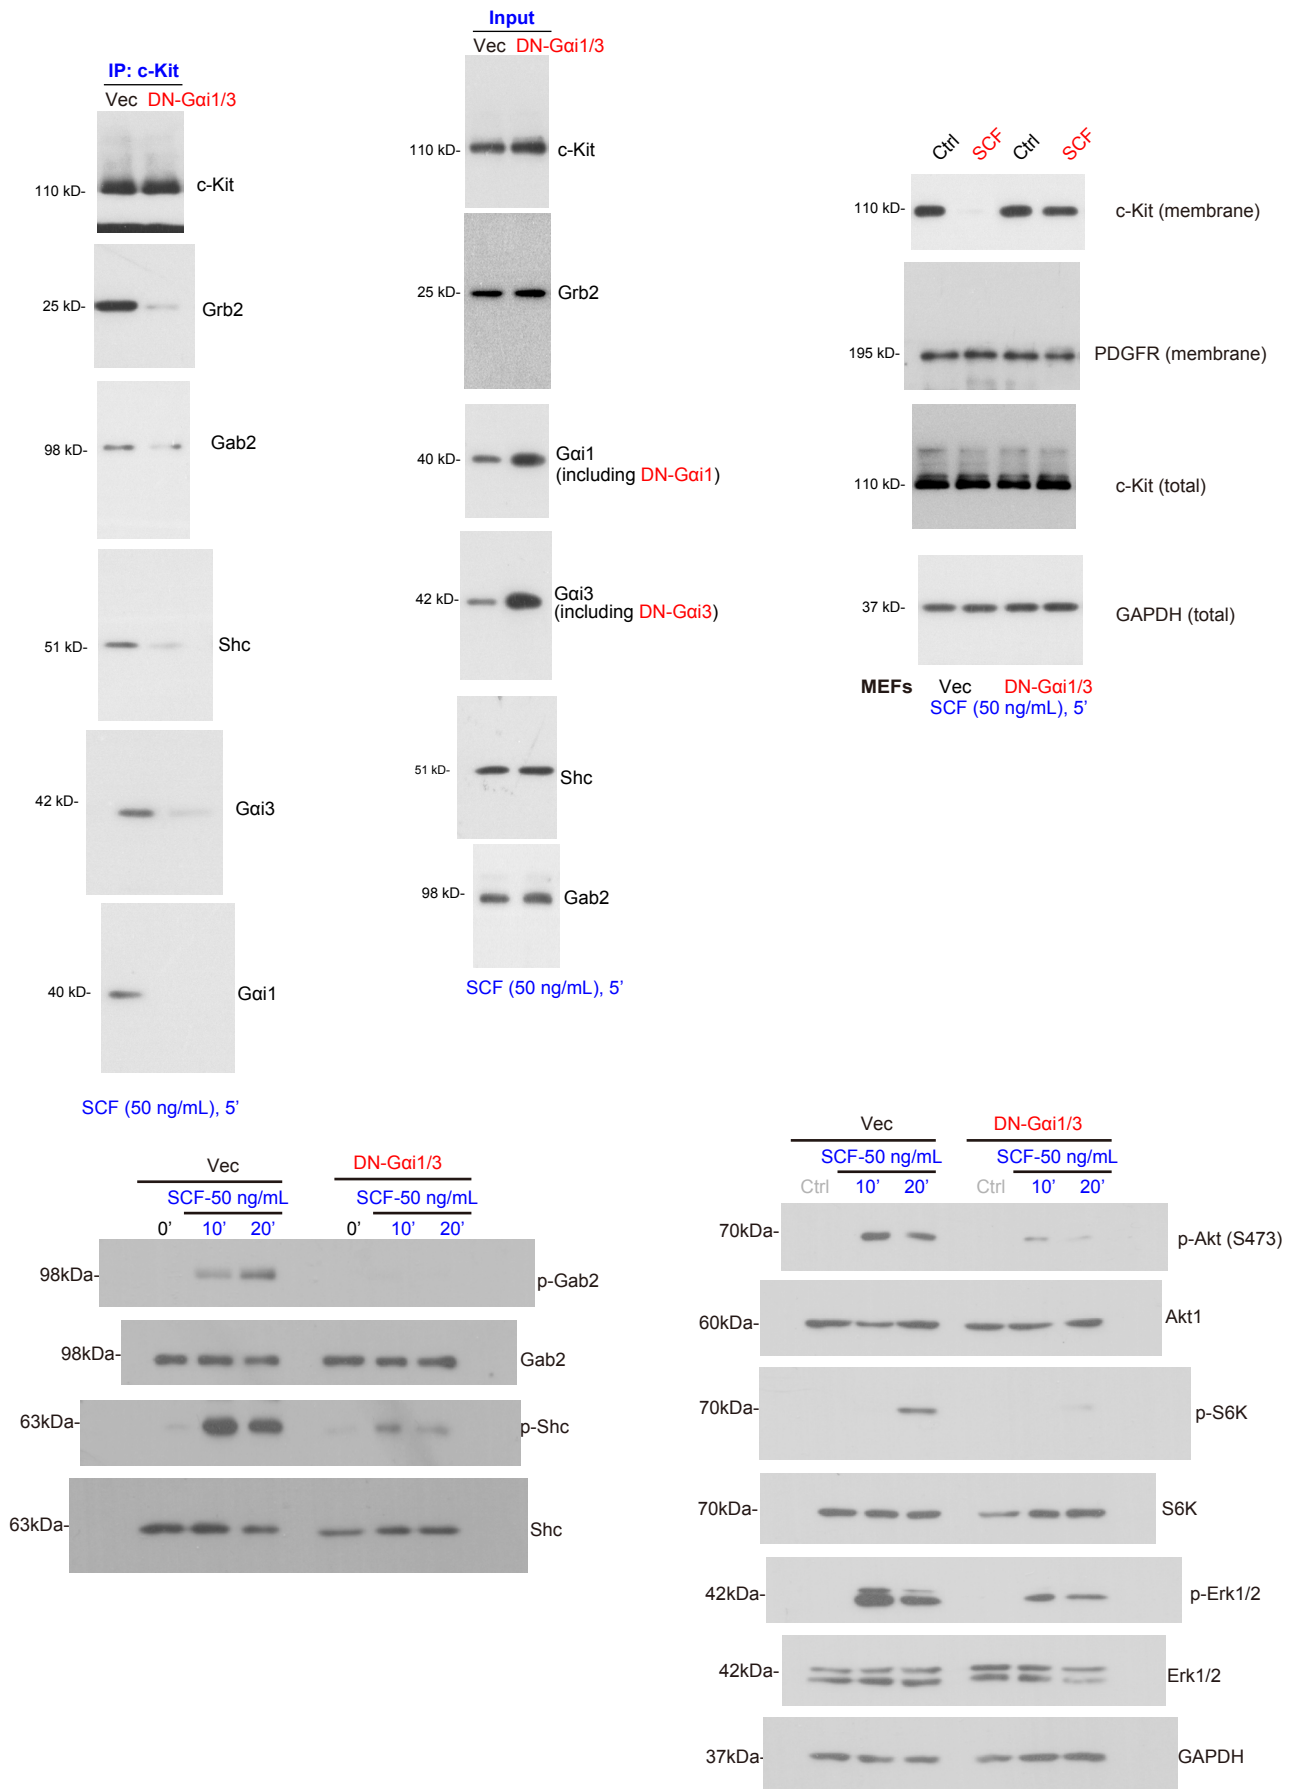 IP: c-Kit
Vec DN-Gαi1/3
110 kD- c-Kit
25 kD- Grb2
98 kD- Gab2
51 kD- Shc
42 kD- Gαi3
40 kD- Gαi1
SCF (50 ng/mL), 5’
Input
Vec DN-Gαi1/3
110 kD- c-Kit
25 kD- Grb2
40 kD- Gαi1
(including DN-Gαi1)
42 kD- Gαi3
(including DN-Gαi3)
51 kD- Shc
98 kD- Gab2
SCF (50 ng/mL), 5’
Ctrl SCF Ctrl SCF
110 kD- c-Kit (membrane)
195 kD- PDGFR (membrane)
110 kD- c-Kit (total)
37 kD- GAPDH (total)
MEFs Vec DN-Gαi1/3
SCF (50 ng/mL), 5’
Vec DN-Gαi1/3
SCF-50 ng/mL SCF-50 ng/mL
0’ 10’ 20’ 0’ 10’ 20’
98kDa- p-Gab2
98kDa- Gab2
63kDa- p-Shc
63kDa- Shc
Vec DN-Gαi1/3
SCF-50 ng/mL SCF-50 ng/mL
Ctrl 10’ 20’ Ctrl 10’ 20’
70kDa- p-Akt (S473)
60kDa- Akt1
70kDa- p-S6K
70kDa- S6K
42kDa- p-Erk1/2
42kDa- Erk1/2
37kDa- GAPDH